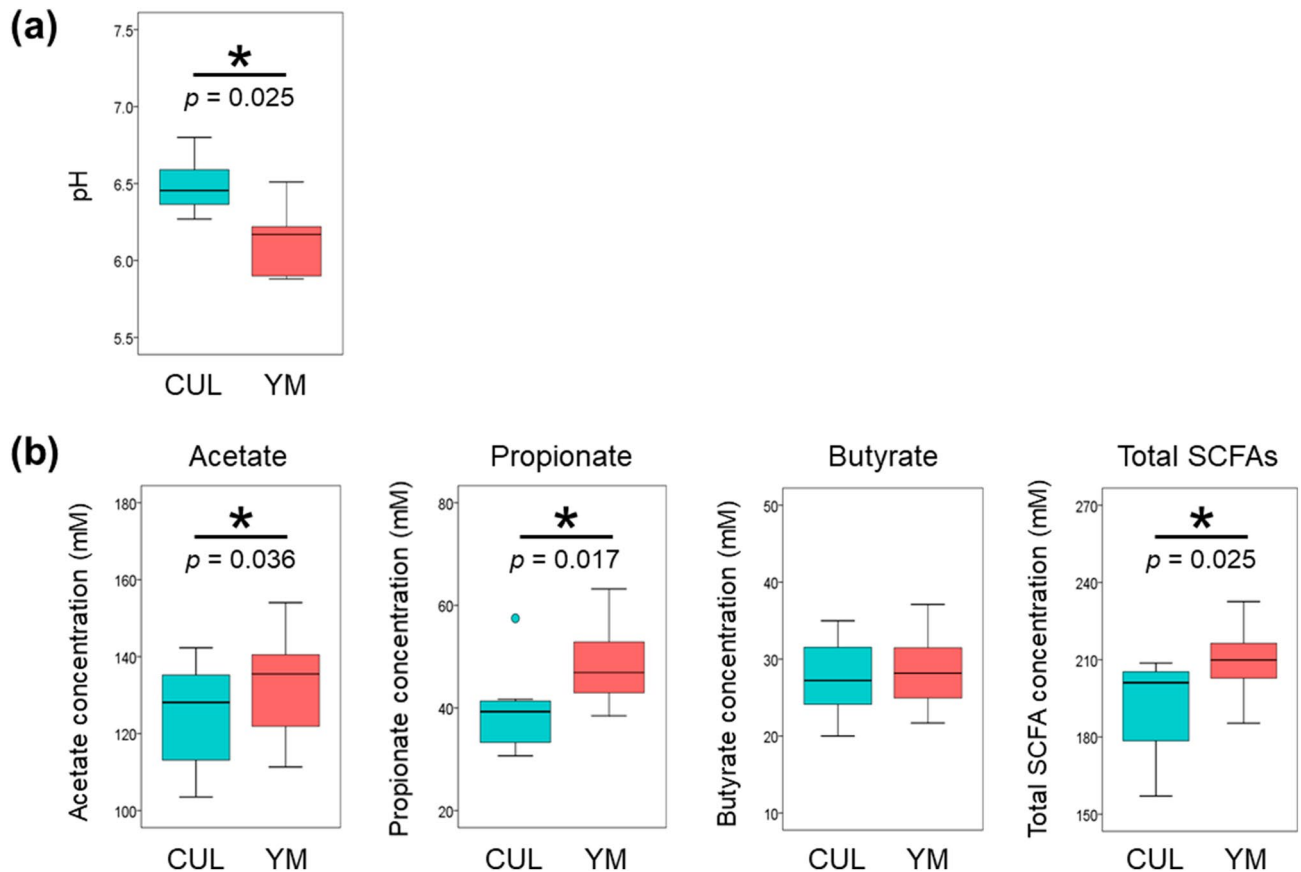 (a)
7.5
7.0
6.5
6.0
5.5
pH
*
p = 0.025
CUL YM
(b)
Acetate
Acetate concentration (mM)
180
160
140
120
100
*
p = 0.036
CUL YM
Propionate
Propionate concentration (mM)
80
60
40
20
*
p = 0.017
CUL YM
Butyrate
Butyrate concentration (mM)
50
40
30
20
10
CUL YM
Total SCFAs
Total SCFA concentration (mM)
270
240
210
180
150
*
p = 0.025
CUL YM